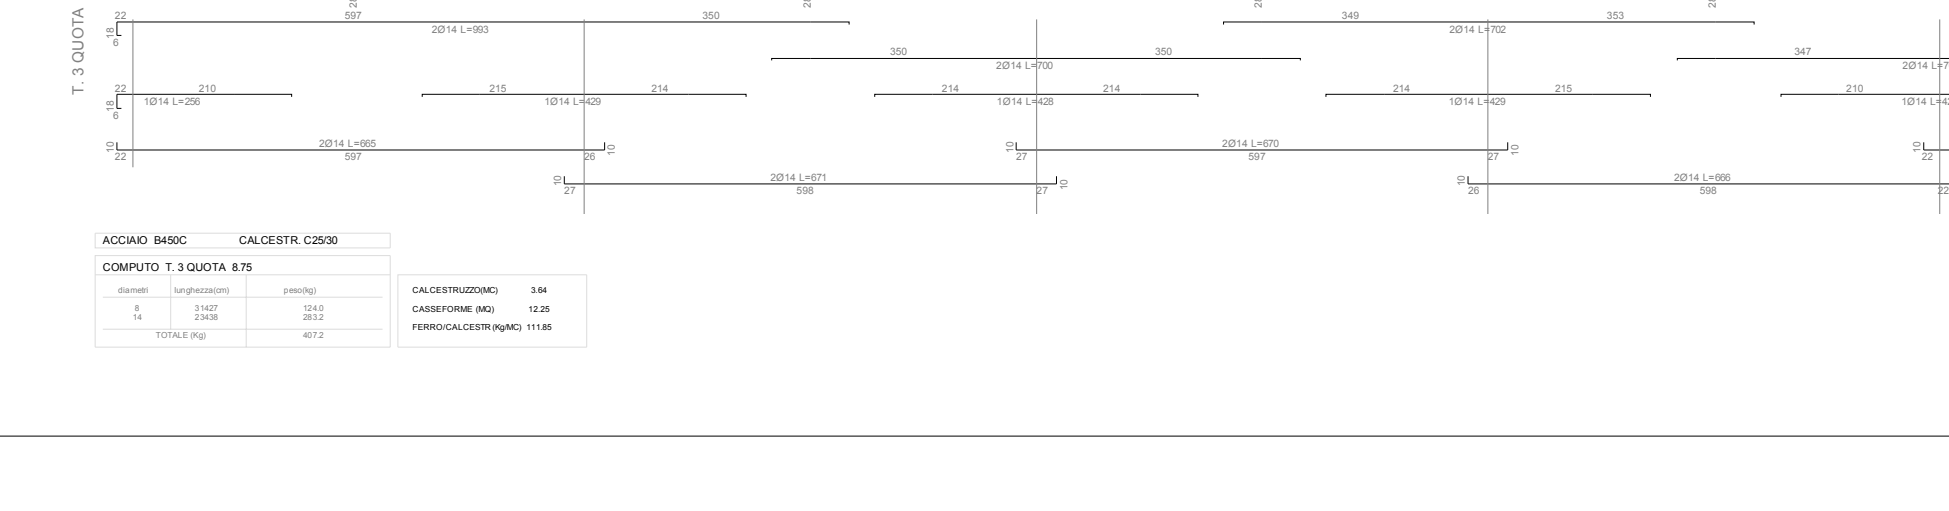 T. 3 QUOTA
28 28 28 28
22 597 350 349 353
18
6
2Ø14 L=993 2Ø14 L=702
350 350 347
2Ø14 L=700
22 210 215 214 214 214 214 215 210
18
6
1Ø14 L=256 1Ø14 L=429 1Ø14 L=428 1Ø14 L=429
10 2Ø14 L=665 10 10 2Ø14 L=670 10 10
22 597 26 27 597 27 22
10 2Ø14 L=671 10 10 2Ø14 L=666
27 598 27 26 598 22
ACCIAIO B450C CALCESTR. C25/30
COMPUTO T. 3 QUOTA 8.75
diametri lunghezza(cm) peso(kg)
8 31427 124.0
14 23438 283.2
TOTALE (Kg) 407.2
CALCESTRUZZO(MC) 3.64
CASSEFORME (MQ) 12.25
FERRO/CALCESTR (Kg/MC) 111.85